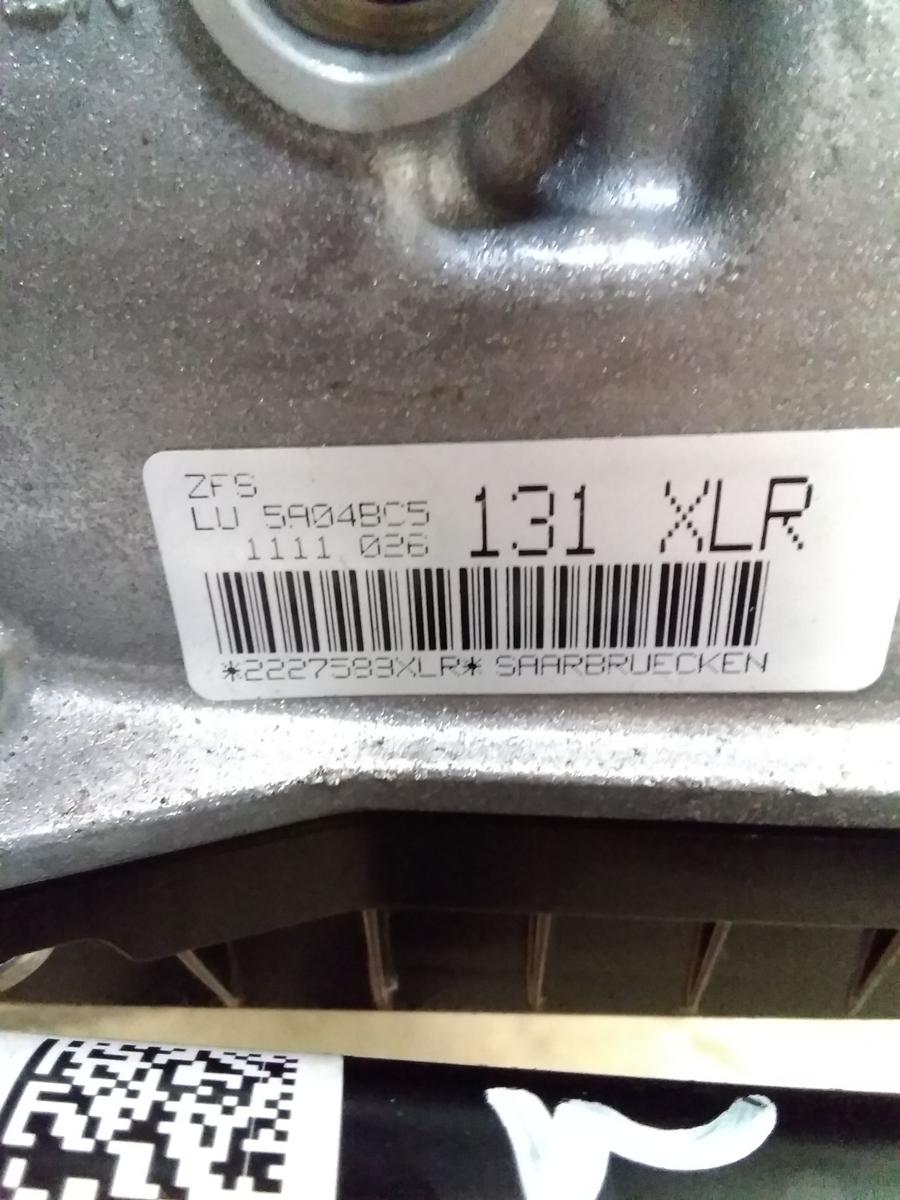 ZFS
LU 5A04BC5
1111 026
131 XLR
*2227583XLR* SAARBRUECKEN